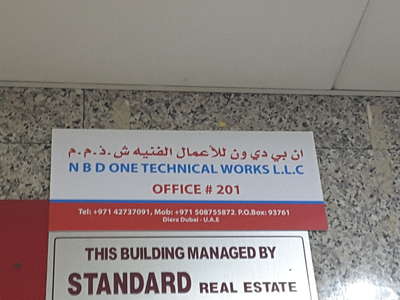 ان بي دي ون للأعمال الفنيه ش.ذ.م.م
N B D ONE TECHNICAL WORKS L.L.C
OFFICE # 201
Tel: +971 42737091, Mob: +971 508755872 P.O.Box: 93761
Diera Dubai - U.A.E
THIS BUILDING MANAGED BY
STANDARD REAL ESTATE